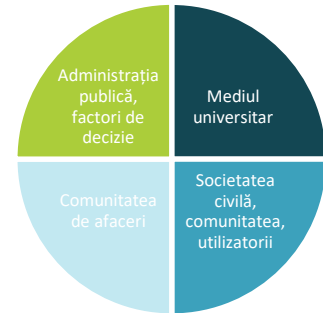 Administrația
publică,
factori de
decizie
Mediul
universitar
Comunitatea
de afaceri
Societatea
civilă,
comunitatea,
utilizatorii